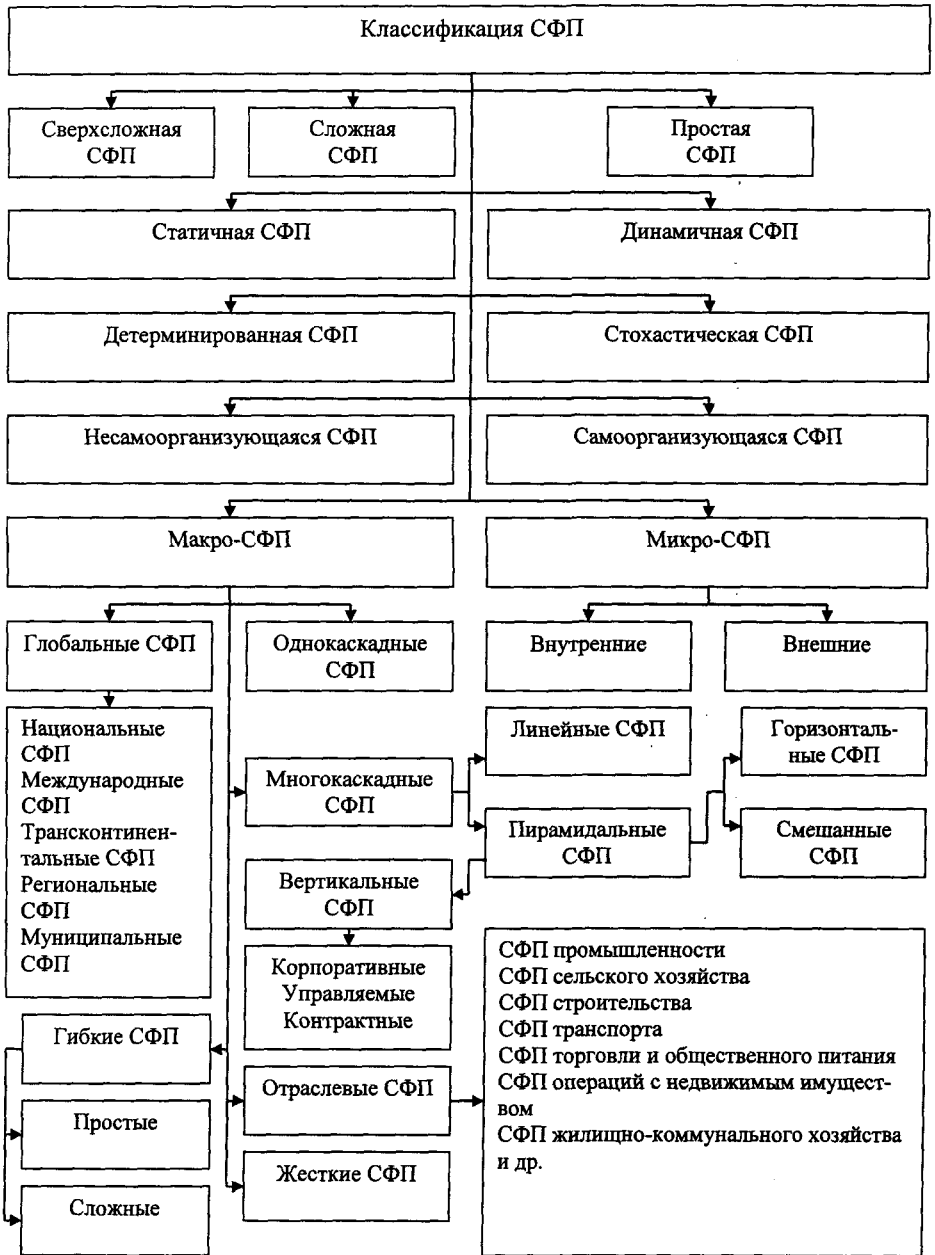 Классификация СФП
Сверхсложная
СФП
Сложная
СФП
Простая
СФП
Статичная СФП
Динамичная СФП
Детерминированная СФП
Стохастическая СФП
Несамоорганизующаяся СФП
Самоорганизующаяся СФП
Макро-СФП
Микро-СФП
Глобальные СФП
Однокаскадные
СФП
Внутренние
Внешние
Национальные
СФП
Международные
СФП
Трансконтинен-
тальные СФП
Региональные
СФП
Муниципальные
СФП
Многокаскадные
СФП
Линейные СФП
Горизонталь-
ные СФП
Пирамидальные
СФП
Смешанные
СФП
Вертикальные
СФП
Корпоративные
Управляемые
Контрактные
СФП промышленности
СФП сельского хозяйства
СФП строительства
СФП транспорта
СФП торговли и общественного питания
СФП операций с недвижимым имущест-
вом
СФП жилищно-коммунального хозяйства
и др.
Гибкие СФП
Отраслевые СФП
Простые
Жесткие СФП
Сложные